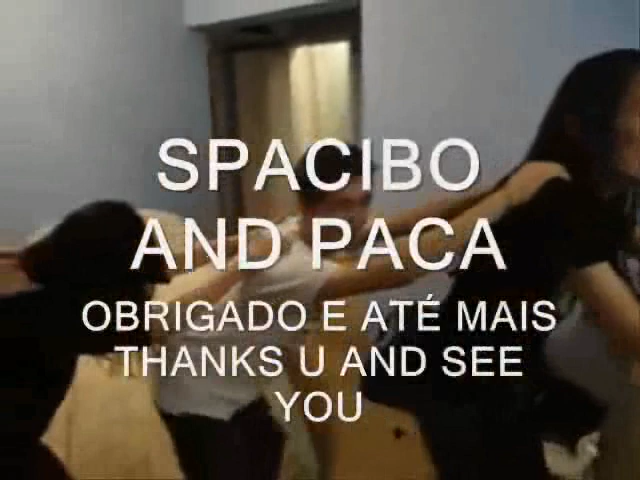 SPACIBO
AND PACA
OBRIGADO E ATÉ MAIS
THANKS U AND SEE
YOU